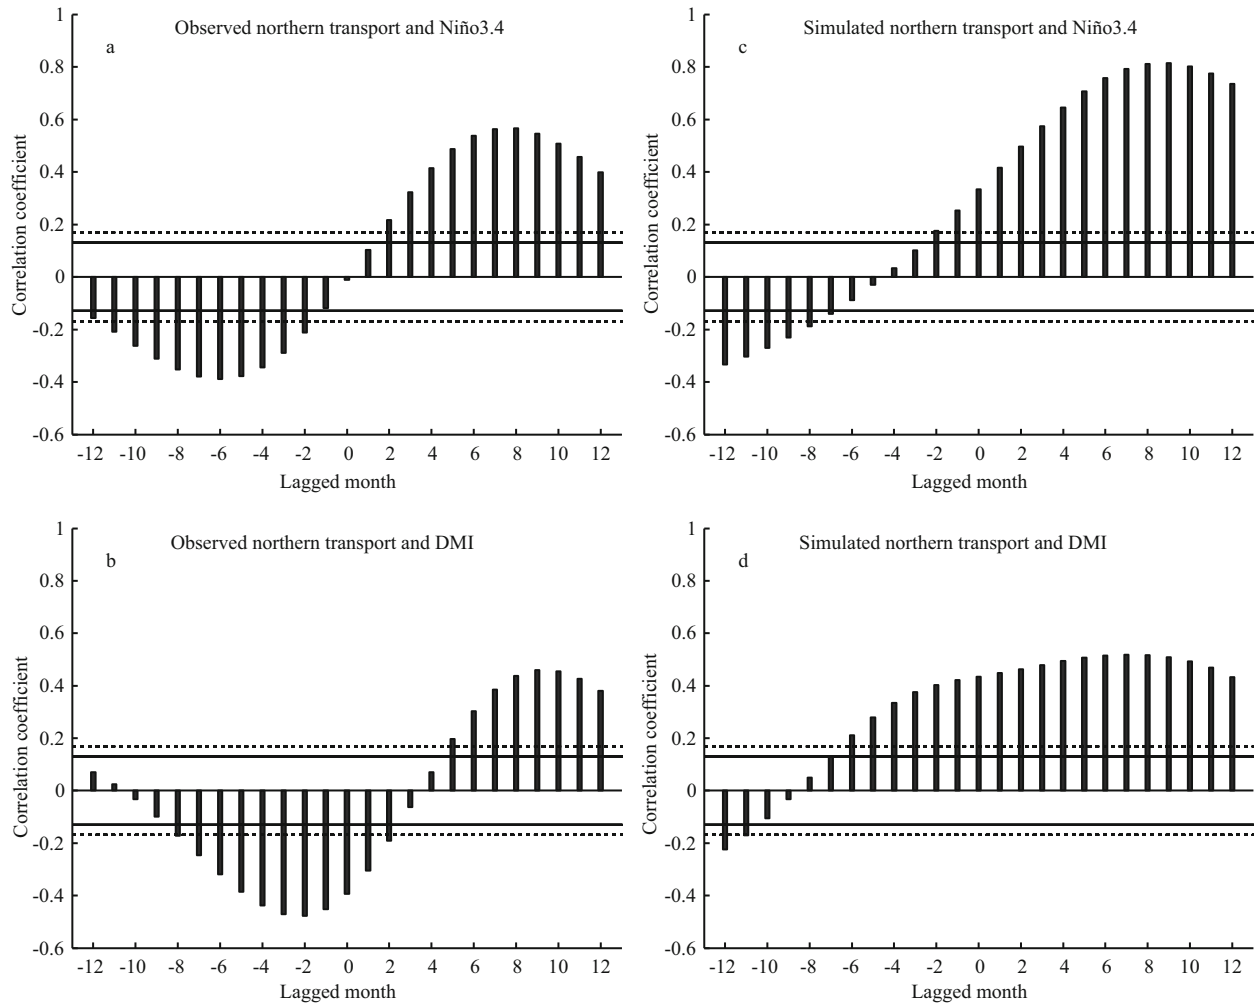 a
Observed northern transport and Niño3.4
Correlation coefficient
1
0.8
0.6
0.4
0.2
0
-0.2
-0.4
-0.6
-12 -10 -8 -6 -4 -2 0 2 4 6 8 10 12
Lagged month
c
Simulated northern transport and Niño3.4
Correlation coefficient
1
0.8
0.6
0.4
0.2
0
-0.2
-0.4
-0.6
-12 -10 -8 -6 -4 -2 0 2 4 6 8 10 12
Lagged month
b
Observed northern transport and DMI
Correlation coefficient
1
0.8
0.6
0.4
0.2
0
-0.2
-0.4
-0.6
-12 -10 -8 -6 -4 -2 0 2 4 6 8 10 12
Lagged month
d
Simulated northern transport and DMI
Correlation coefficient
1
0.8
0.6
0.4
0.2
0
-0.2
-0.4
-0.6
-12 -10 -8 -6 -4 -2 0 2 4 6 8 10 12
Lagged month